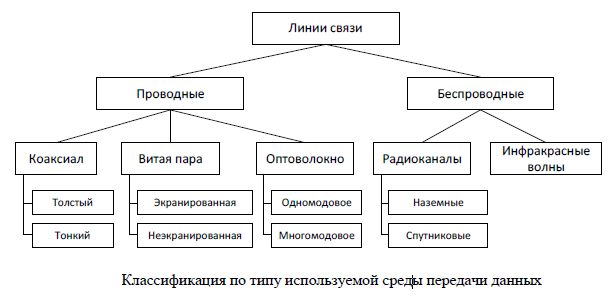 Линии связи
Проводные
Беспроводные
Коаксиал
Витая пара
Оптоволокно
Радиоканалы
Инфракрасные
волны
Толстый
Экранированная
Одномодовое
Наземные
Тонкий
Неэкранированная
Многомодовое
Спутниковые
Классификация по типу используемой среды передачи данных